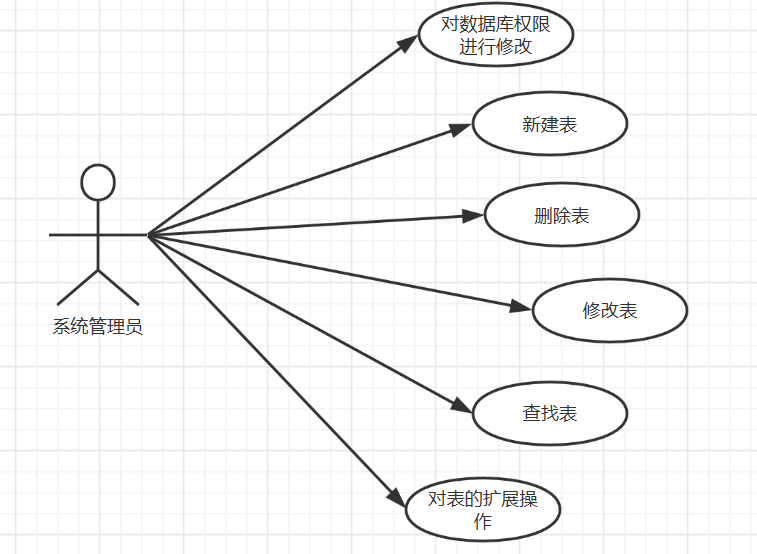 对数据库权限
进行修改
新建表
删除表
修改表
系统管理员
查找表
对表的扩展操
作